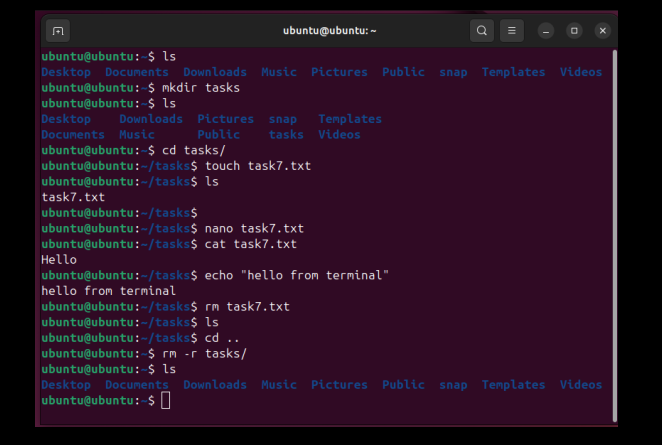 ubuntu@ubuntu: ~
ubuntu@ubuntu:~$ ls
Desktop  Documents  Downloads  Music  Pictures  Public  snap  Templates  Videos
ubuntu@ubuntu:~$ mkdir tasks
ubuntu@ubuntu:~$ ls
Desktop    Downloads  Pictures  snap   Templates
Documents  Music      Public    tasks  Videos
ubuntu@ubuntu:~$ cd tasks/
ubuntu@ubuntu:~/tasks$ touch task7.txt
ubuntu@ubuntu:~/tasks$ ls
task7.txt
ubuntu@ubuntu:~/tasks$
ubuntu@ubuntu:~/tasks$ nano task7.txt
ubuntu@ubuntu:~/tasks$ cat task7.txt
Hello
ubuntu@ubuntu:~/tasks$ echo "hello from terminal"
hello from terminal
ubuntu@ubuntu:~/tasks$ rm task7.txt
ubuntu@ubuntu:~/tasks$ ls
ubuntu@ubuntu:~/tasks$ cd ..
ubuntu@ubuntu:~$ rm -r tasks/
ubuntu@ubuntu:~$ ls
Desktop  Documents  Downloads  Music  Pictures  Public  snap  Templates  Videos
ubuntu@ubuntu:~$